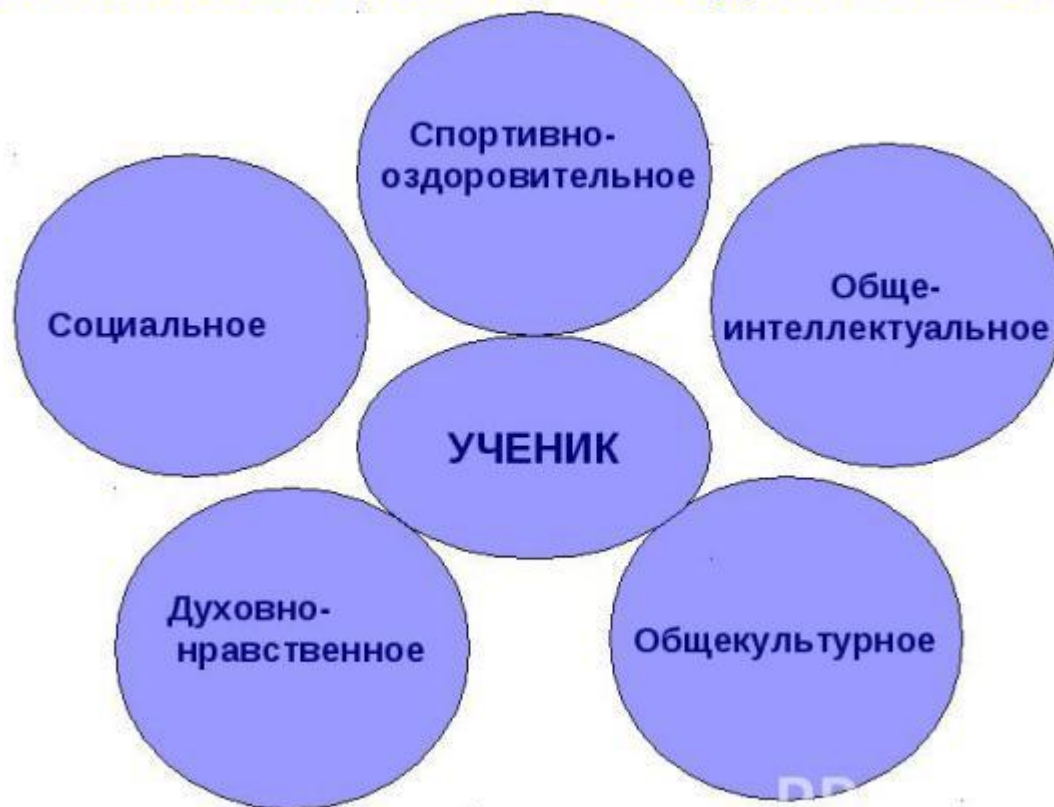 Спортивно-
оздоровительное
Социальное
Обще-
интеллектуальное
УЧЕНИК
Духовно-
нравственное
Общекультурное